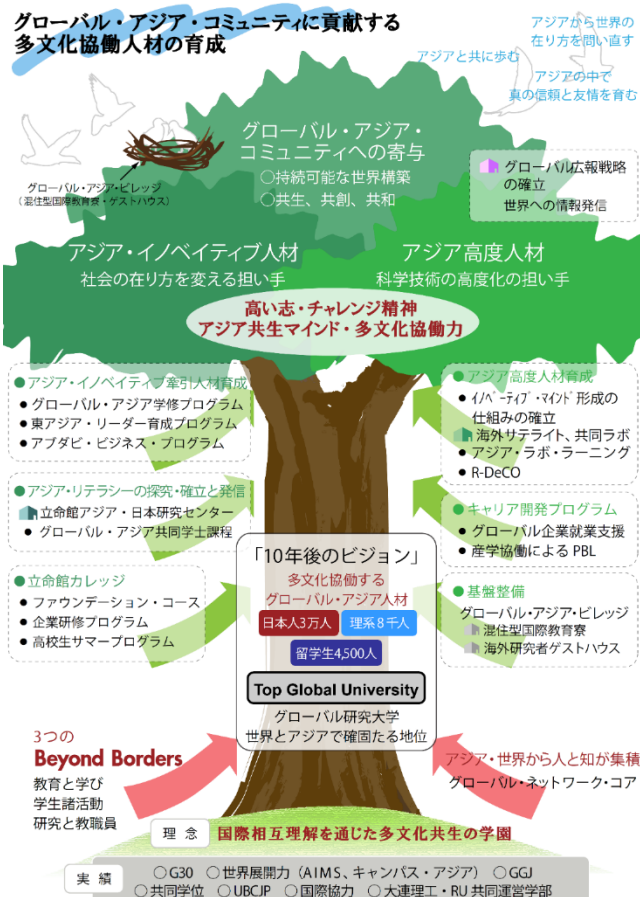 グローバル・アジア・コミュニティに貢献する
多文化協働人材の育成
アジアから世界の
在り方を問い直す
アジアと共に歩む
アジアの中で
真の信頼と友情を育む
グローバル・アジア・
コミュニティへの寄与
○持続可能な世界構築
○共生、共創、共和
グローバル・アジア・ビレッジ
(混住型国際教育寮・ゲストハウス)
グローバル広報戦略
の確立
世界への情報発信
アジア・イノベイティブ人材
社会の在り方を変える担い手
アジア高度人材
科学技術の高度化の担い手
高い志・チャレンジ精神
アジア共生マインド・多文化協働力
●アジア・イノベイティブ牽引人材育成
● グローバル・アジア学修プログラム
● 東アジア・リーダー育成プログラム
● アブダビ・ビジネス・プログラム
●アジア・リテラシーの探究・確立と発信
立命館アジア・日本研究センター
● グローバル・アジア共同学士課程
●立命館カレッジ
● ファウンデーション・コース
● 企業研修プログラム
● 高校生サマープログラム
● アジア高度人材育成
● イノベーティブ・マインド形成の
仕組みの確立
海外サテライト、共同ラボ
● アジア・ラボ・ラーニング
● R-DeCO
● キャリア開発プログラム
● グローバル企業就業支援
● 産学協働による PBL
● 基盤整備
グローバル・アジア・ビレッジ
混住型国際教育寮
海外研究者ゲストハウス
「10年後のビジョン」
多文化協働する
グローバル・アジア人材
日本人3万人 理系8千人
留学生4,500人
Top Global University
グローバル研究大学
世界とアジアで確固たる地位
3つの
Beyond Borders
教育と学び
学生諸活動
研究と教職員
アジア・世界から人と知が集積
グローバル・ネットワーク・コア
理 念 国際相互理解を通じた多文化共生の学園
実 績 ○G30 ○世界展開力(AIMS、キャンパス・アジア) ○GGJ
○共同学位 ○UBCJP ○国際協力 ○大連理工・RU 共同運営学部